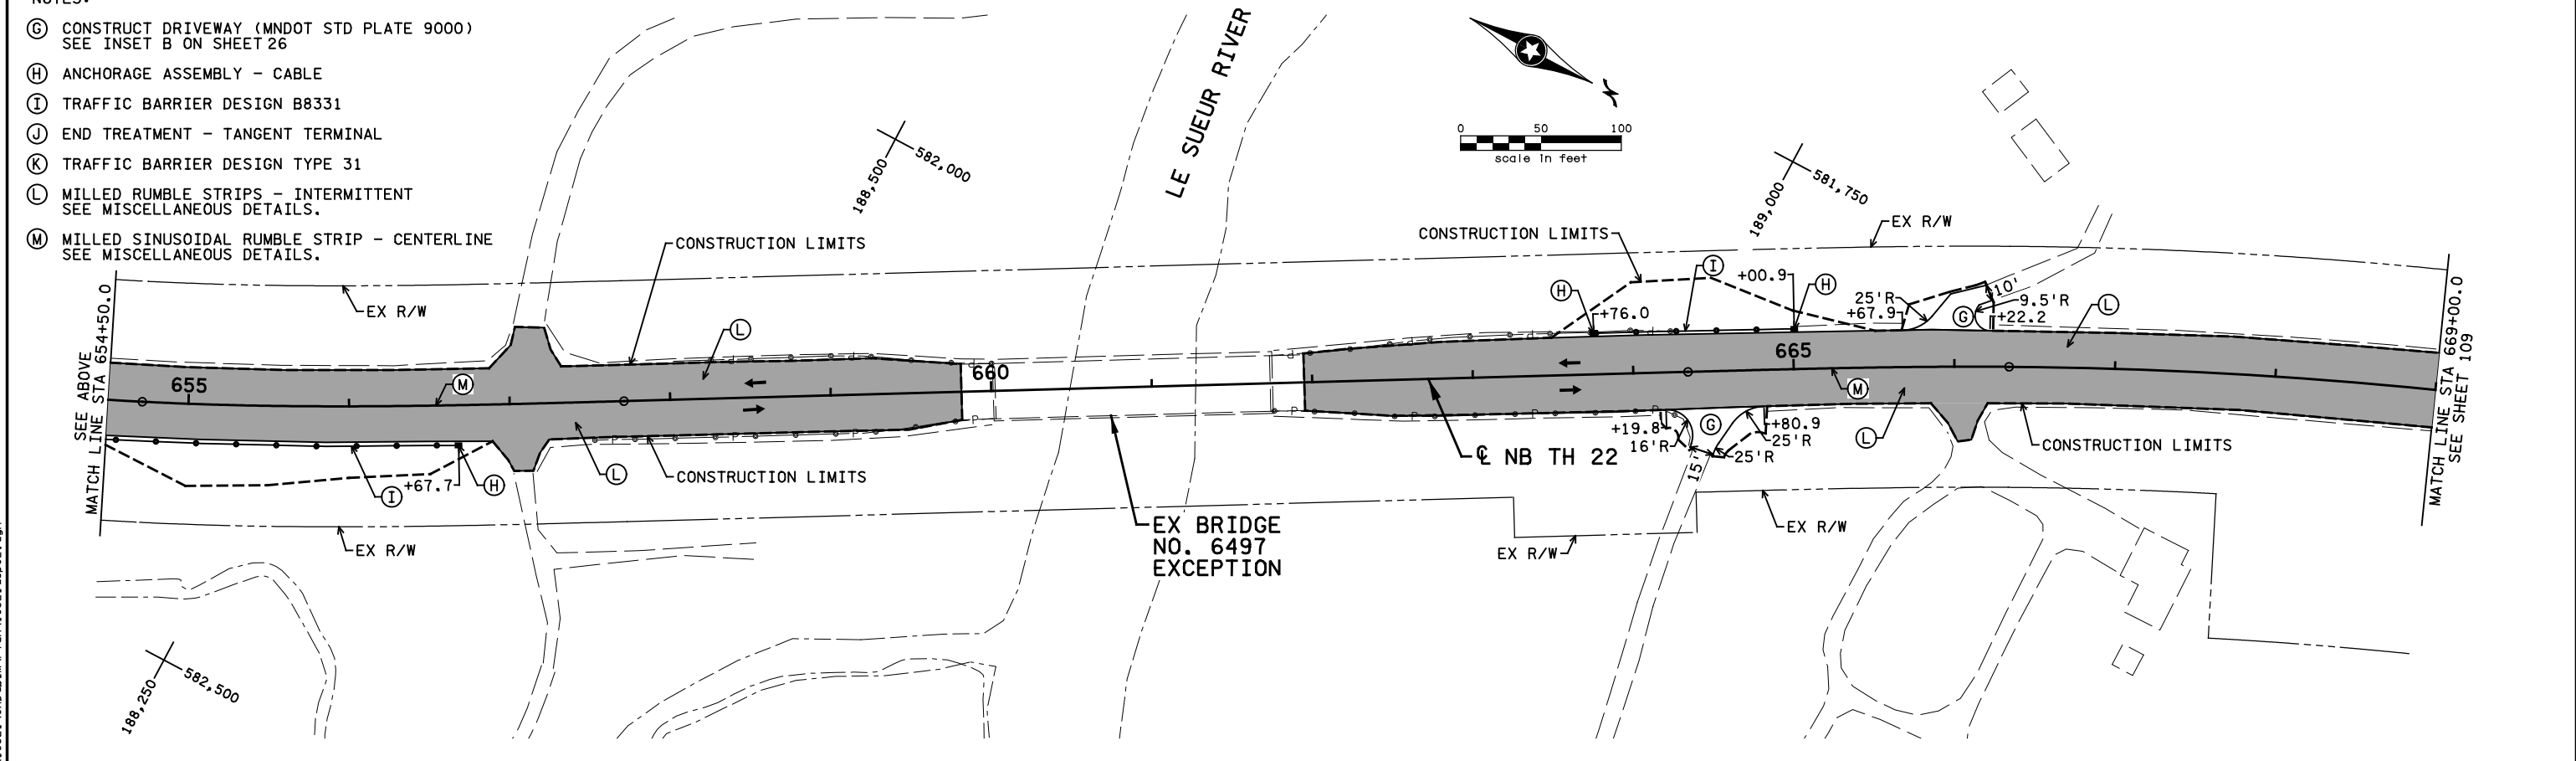 NOTES:
Ⓖ CONSTRUCT DRIVEWAY (MNDOT STD PLATE 9000)
SEE INSET B ON SHEET 26
Ⓗ ANCHORAGE ASSEMBLY - CABLE
Ⓘ TRAFFIC BARRIER DESIGN B8331
Ⓙ END TREATMENT - TANGENT TERMINAL
Ⓚ TRAFFIC BARRIER DESIGN TYPE 31
Ⓛ MILLED RUMBLE STRIPS - INTERMITTENT
SEE MISCELLANEOUS DETAILS.
Ⓜ MILLED SINUSOIDAL RUMBLE STRIP - CENTERLINE
SEE MISCELLANEOUS DETAILS.
LE SUEUR RIVER
N
0 50 100
scale in feet
188,500
582,000
189,000
581,750
CONSTRUCTION LIMITS
CONSTRUCTION LIMITS
EX R/W
EX R/W
SEE ABOVE
MATCH LINE STA 654+50.0
Ⓛ
Ⓗ
Ⓘ
+00.9
Ⓗ
+76.0
25'R
+67.9
10'
9.5'R
Ⓖ
+22.2
Ⓛ
MATCH LINE STA 669+00.0
SEE SHEET 109
655
Ⓜ
660
665
Ⓜ
Ⓛ
CONSTRUCTION LIMITS
Ⓘ
+67.7
Ⓗ
℄ NB TH 22
+19.8
16'R
15'
Ⓖ
+80.9
25'R
25'R
Ⓛ
CONSTRUCTION LIMITS
EX R/W
EX BRIDGE
NO. 6497
EXCEPTION
EX R/W
EX R/W
188,250
582,500